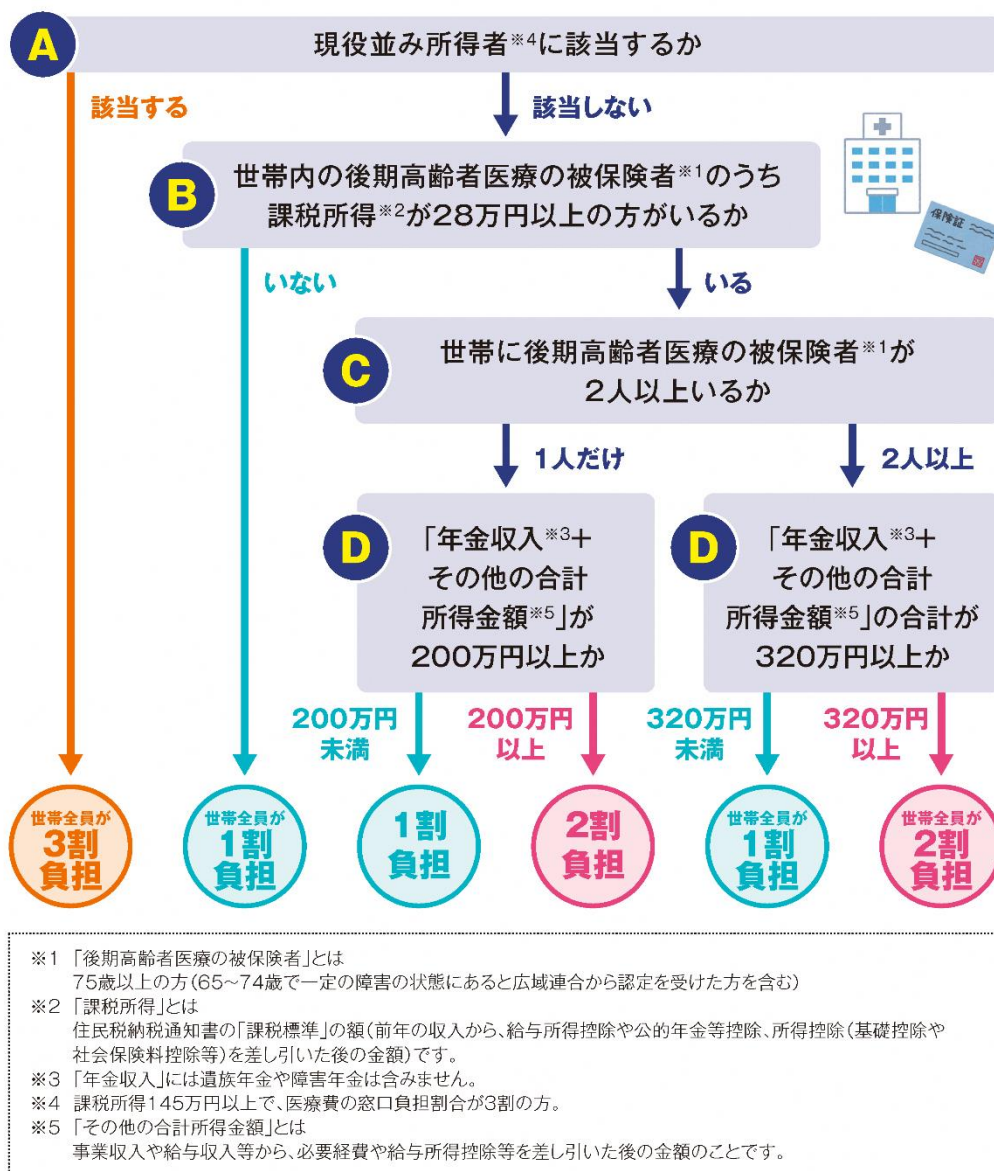 A
現役並み所得者※4に該当するか
該当する
該当しない
B
世帯内の後期高齢者医療の被保険者※1のうち
課税所得※2が28万円以上の方がいるか
保険証
いない
いる
C
世帯に後期高齢者医療の被保険者※1が
2人以上いるか
1人だけ
2人以上
D
「年金収入※3+
その他の合計
所得金額※5」が
200万円以上か
D
「年金収入※3+
その他の合計
所得金額※5」の合計が
320万円以上か
200万円
未満
200万円
以上
320万円
未満
320万円
以上
世帯全員が
3割
負担
世帯全員が
1割
負担
1割
負担
2割
負担
世帯全員が
1割
負担
世帯全員が
2割
負担
※1 「後期高齢者医療の被保険者」とは
75歳以上の方(65~74歳で一定の障害の状態にあると広域連合から認定を受けた方を含む)
※2 「課税所得」とは
住民税納税通知書の「課税標準」の額(前年の収入から、給与所得控除や公的年金等控除、所得控除(基礎控除や
社会保険料控除等)を差し引いた後の金額)です。
※3 「年金収入」には遺族年金や障害年金は含みません。
※4 課税所得145万円以上で、医療費の窓口負担割合が3割の方。
※5 「その他の合計所得金額」とは
事業収入や給与収入等から、必要経費や給与所得控除等を差し引いた後の金額のことです。